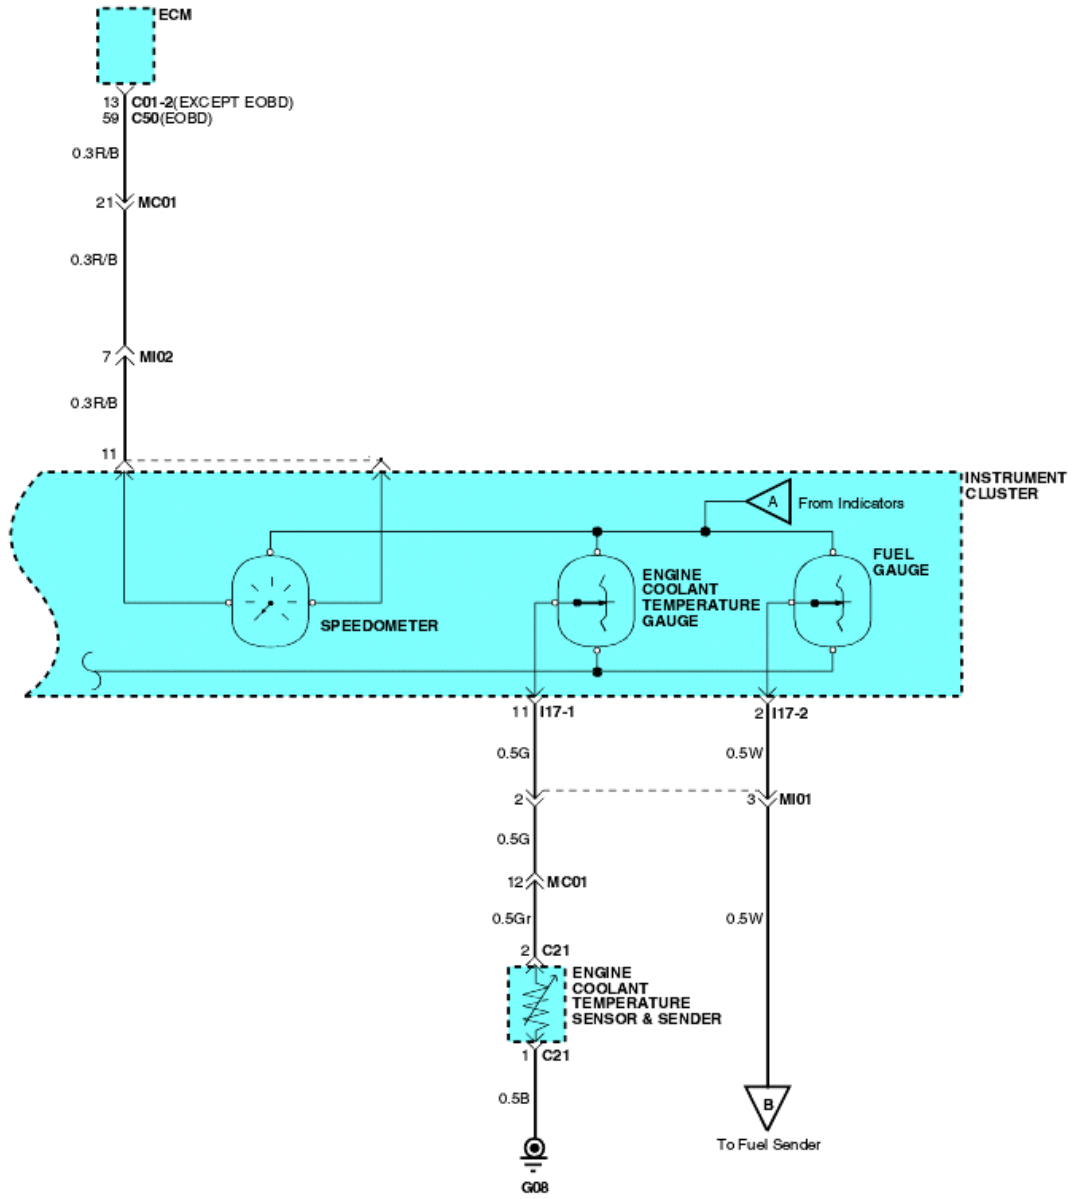 ECM
13 C01-2(EXCEPT EOBD)
59 C50(EOBD)
0.3R/B
21 MC01
0.3R/B
7 MI02
0.3R/B
11
INSTRUMENT
CLUSTER
A From Indicators
FUEL
GAUGE
ENGINE
COOLANT
TEMPERATURE
GAUGE
SPEEDOMETER
11 I17-1
2 I17-2
0.5G
0.5W
2
3 MI01
0.5G
12 MC01
0.5Gr
0.5W
2 C21
ENGINE
COOLANT
TEMPERATURE
SENSOR & SENDER
1 C21
0.5B
B
To Fuel Sender
G08